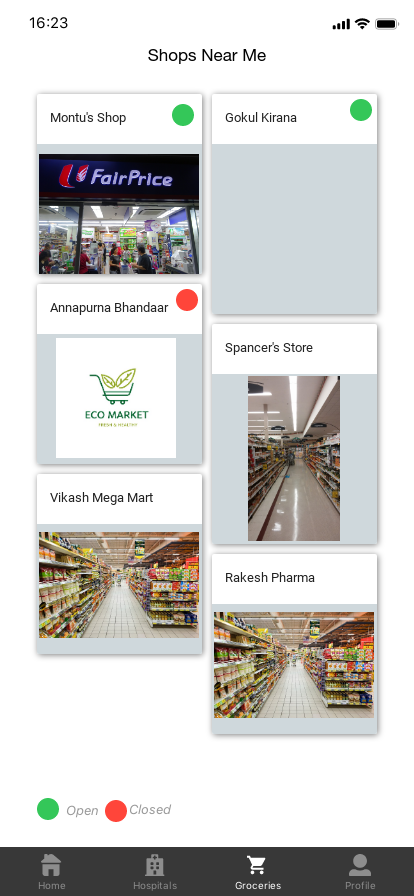 16:23
Shops Near Me
Montu's Shop
FairPrice
Gokul Kirana
Annapurna Bhandaar
ECO MARKET
FRESH & HEALTHY
Spancer's Store
Vikash Mega Mart
Rakesh Pharma
Open
Closed
Home
Hospitals
Groceries
Profile